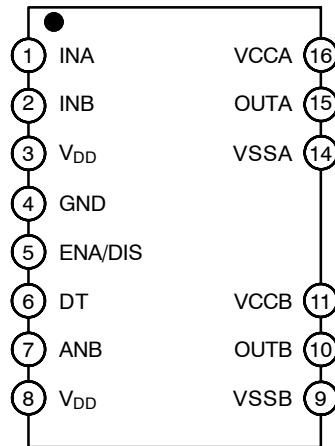 1 INA VCCA 16
2 INB OUTA 15
3 VDD VSSA 14
4 GND
5 ENA/DIS
6 DT VCCB 11
7 ANB OUTB 10
8 VDD VSSB 9